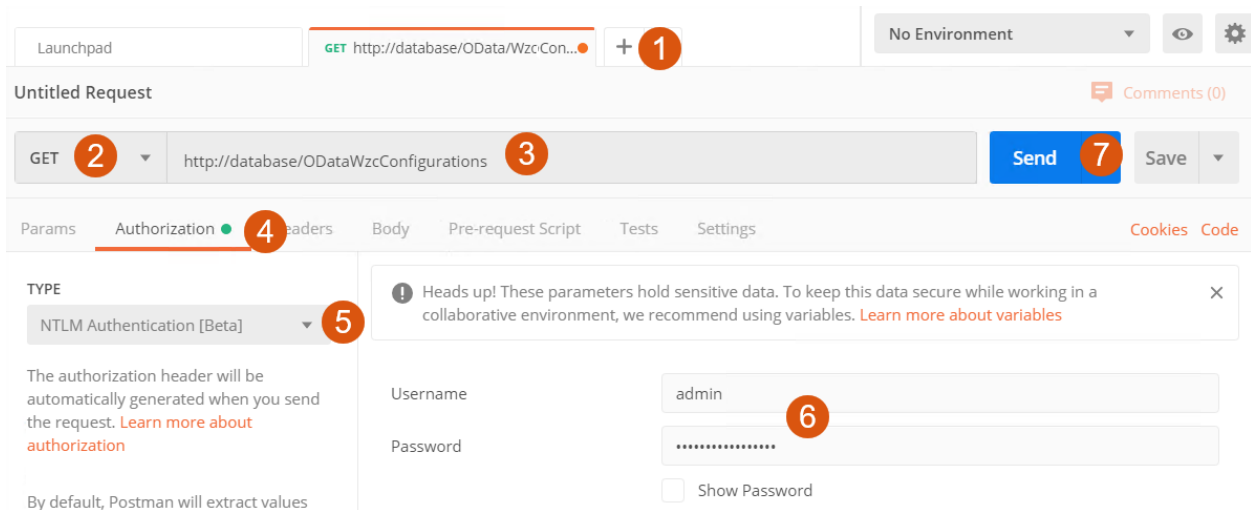 Launchpad
GET http://database/OData/WzcCon...
+
1
No Environment
Untitled Request
Comments (0)
GET
2
http://database/ODataWzcConfigurations
3
Send
7
Save
Params
Authorization
4
eaders
Body
Pre-request Script
Tests
Settings
Cookies
Code
TYPE
NTLM Authentication [Beta]
5
The authorization header will be
automatically generated when you send
the request. Learn more about
authorization
By default, Postman will extract values
Heads up! These parameters hold sensitive data. To keep this data secure while working in a
collaborative environment, we recommend using variables. Learn more about variables
Username
admin
6
Password
•••••••••••••••••
Show Password